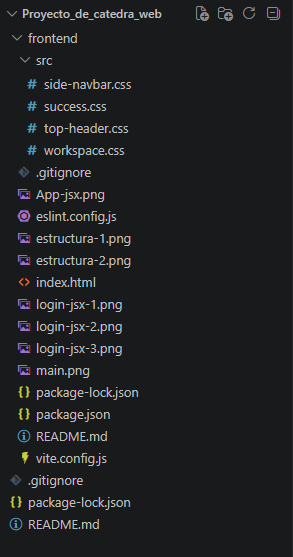 Proyecto_de_catedra_web
frontend
src
# side-navbar.css
# success.css
# top-header.css
# workspace.css
.gitignore
App-jsx.png
eslint.config.js
estructura-1.png
estructura-2.png
<> index.html
login-jsx-1.png
login-jsx-2.png
login-jsx-3.png
main.png
{} package-lock.json
{} package.json
README.md
vite.config.js
.gitignore
{} package-lock.json
README.md